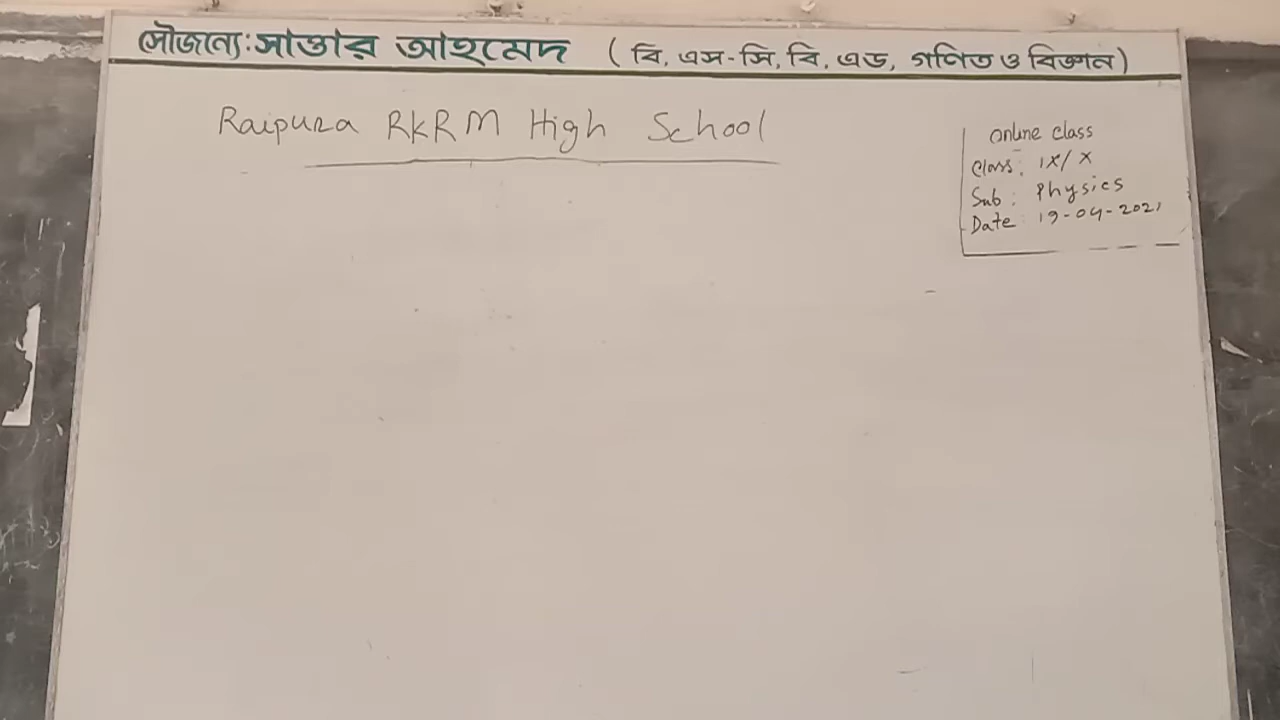 সৌজন্যে: সাত্তার আহমেদ (বি, এস-সি, বি, এড, গণিত ও বিজ্ঞান)
Raipura RKRM High School
Online Class
Class: IX/X
Sub: Physics
Date: 19-04-2021